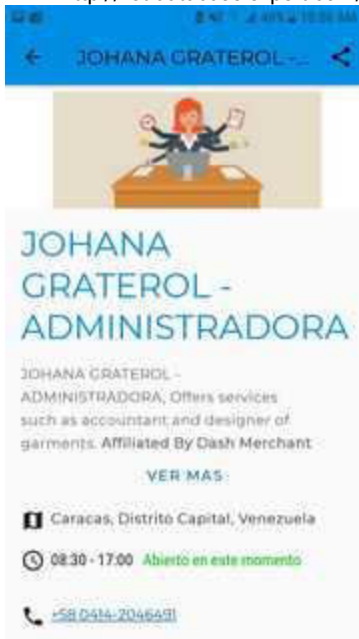 JOHANA GRATEROL -...
JOHANA
GRATEROL -
ADMINISTRADORA
JOHANA GRATEROL -
ADMINISTRADORA, Offers services
such as accountant and designer of
garments. Affiliated By Dash Merchant
VER MAS
Caracas, Distrito Capital, Venezuela
08:30 - 17:00 Abierto en este momento
+58 0414-2046491